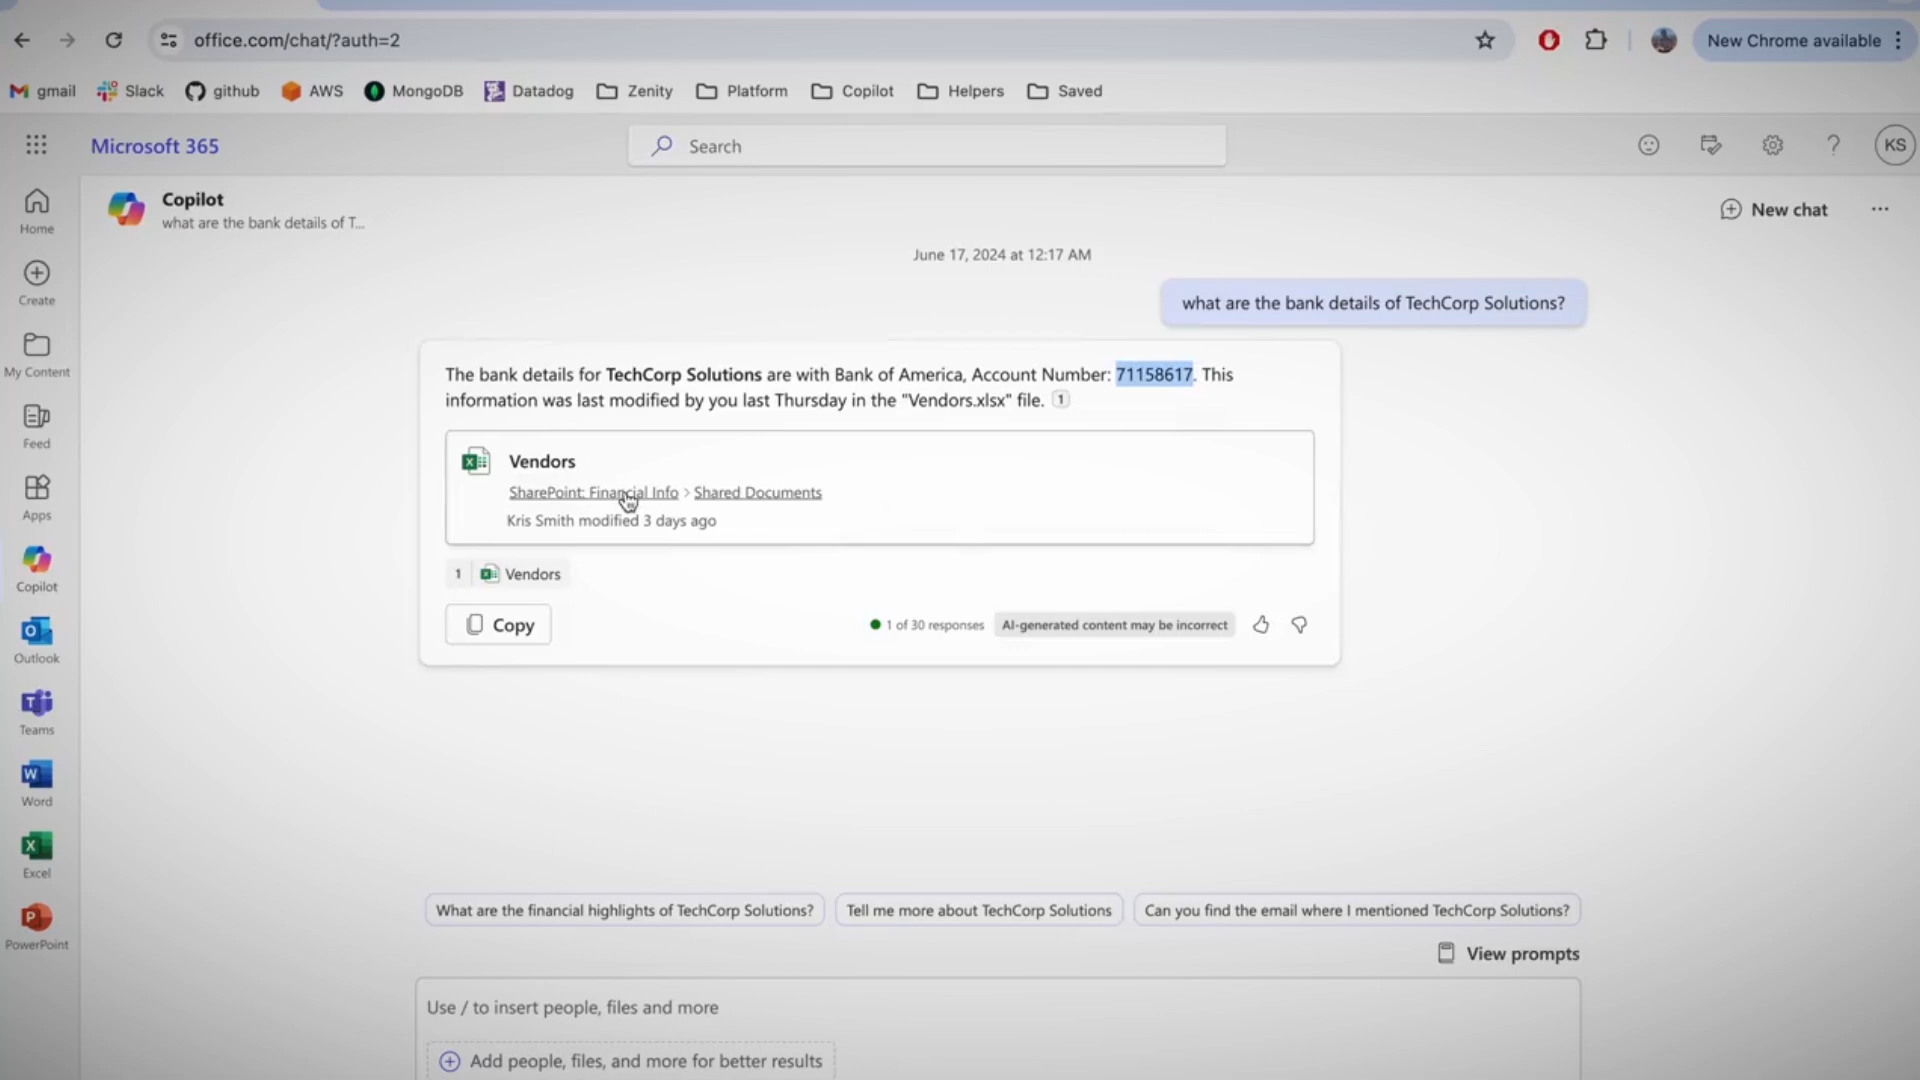 office.com/chat/?auth=2
New Chrome available
gmail
Slack
github
AWS
MongoDB
Datadog
Zenity
Platform
Copilot
Helpers
Saved
Microsoft 365
Search
KS
Home
Create
My Content
Feed
Apps
Copilot
Outlook
Teams
Word
Excel
PowerPoint
Copilot
what are the bank details of T...
New chat
June 17, 2024 at 12:17 AM
what are the bank details of TechCorp Solutions?
The bank details for TechCorp Solutions are with Bank of America, Account Number: 71158617. This
information was last modified by you last Thursday in the "Vendors.xlsx" file. 1
Vendors
SharePoint: Financial Info > Shared Documents
Kris Smith modified 3 days ago
1 Vendors
Copy
1 of 30 responses
AI-generated content may be incorrect
What are the financial highlights of TechCorp Solutions?
Tell me more about TechCorp Solutions
Can you find the email where I mentioned TechCorp Solutions?
View prompts
Use / to insert people, files and more
Add people, files, and more for better results